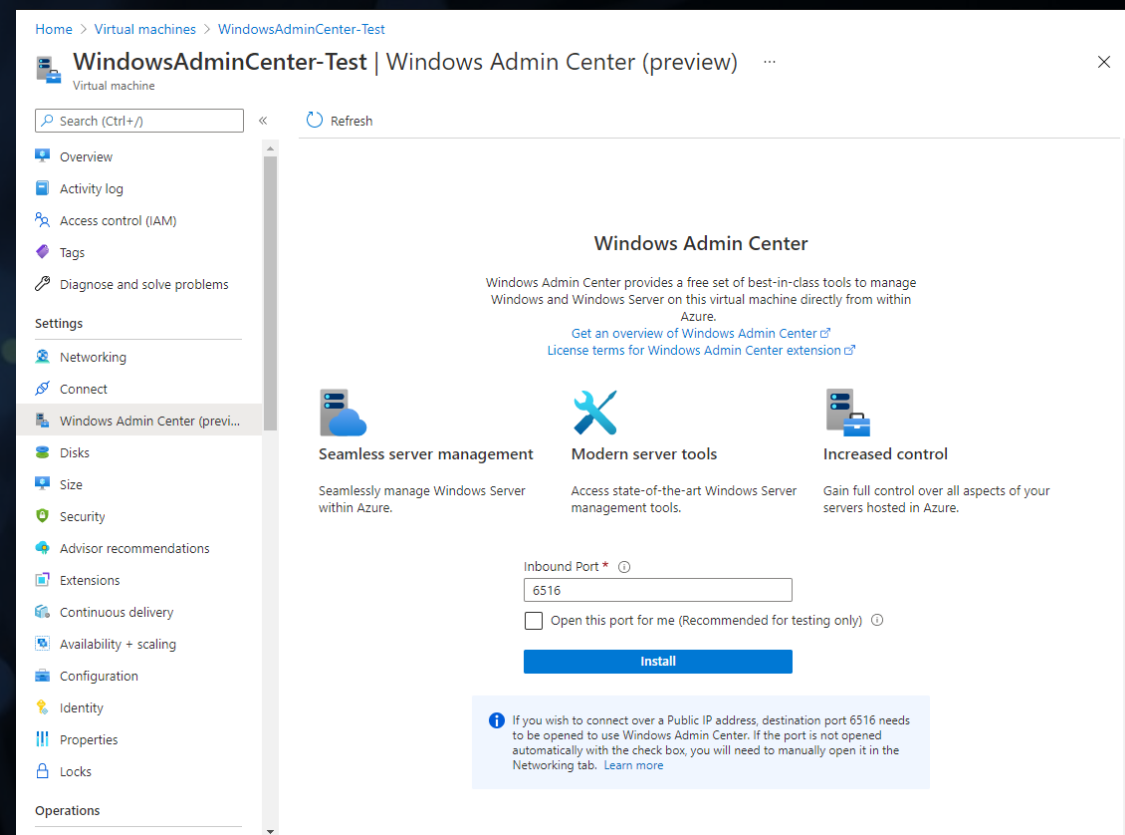 Home > Virtual machines > WindowsAdminCenter-Test
WindowsAdminCenter-Test | Windows Admin Center (preview) ...
Virtual machine
Search (Ctrl+/)
«
Refresh
Overview
Activity log
Access control (IAM)
Tags
Diagnose and solve problems
Settings
Networking
Connect
Windows Admin Center (previ...
Disks
Size
Security
Advisor recommendations
Extensions
Continuous delivery
Availability + scaling
Configuration
Identity
Properties
Locks
Operations
Windows Admin Center
Windows Admin Center provides a free set of best-in-class tools to manage
Windows and Windows Server on this virtual machine directly from within
Azure.
Get an overview of Windows Admin Center
License terms for Windows Admin Center extension
Seamless server management
Seamlessly manage Windows Server
within Azure.
Modern server tools
Access state-of-the-art Windows Server
management tools.
Increased control
Gain full control over all aspects of your
servers hosted in Azure.
Inbound Port *
6516
Open this port for me (Recommended for testing only)
Install
If you wish to connect over a Public IP address, destination port 6516 needs
to be opened to use Windows Admin Center. If the port is not opened
automatically with the check box, you will need to manually open it in the
Networking tab. Learn more